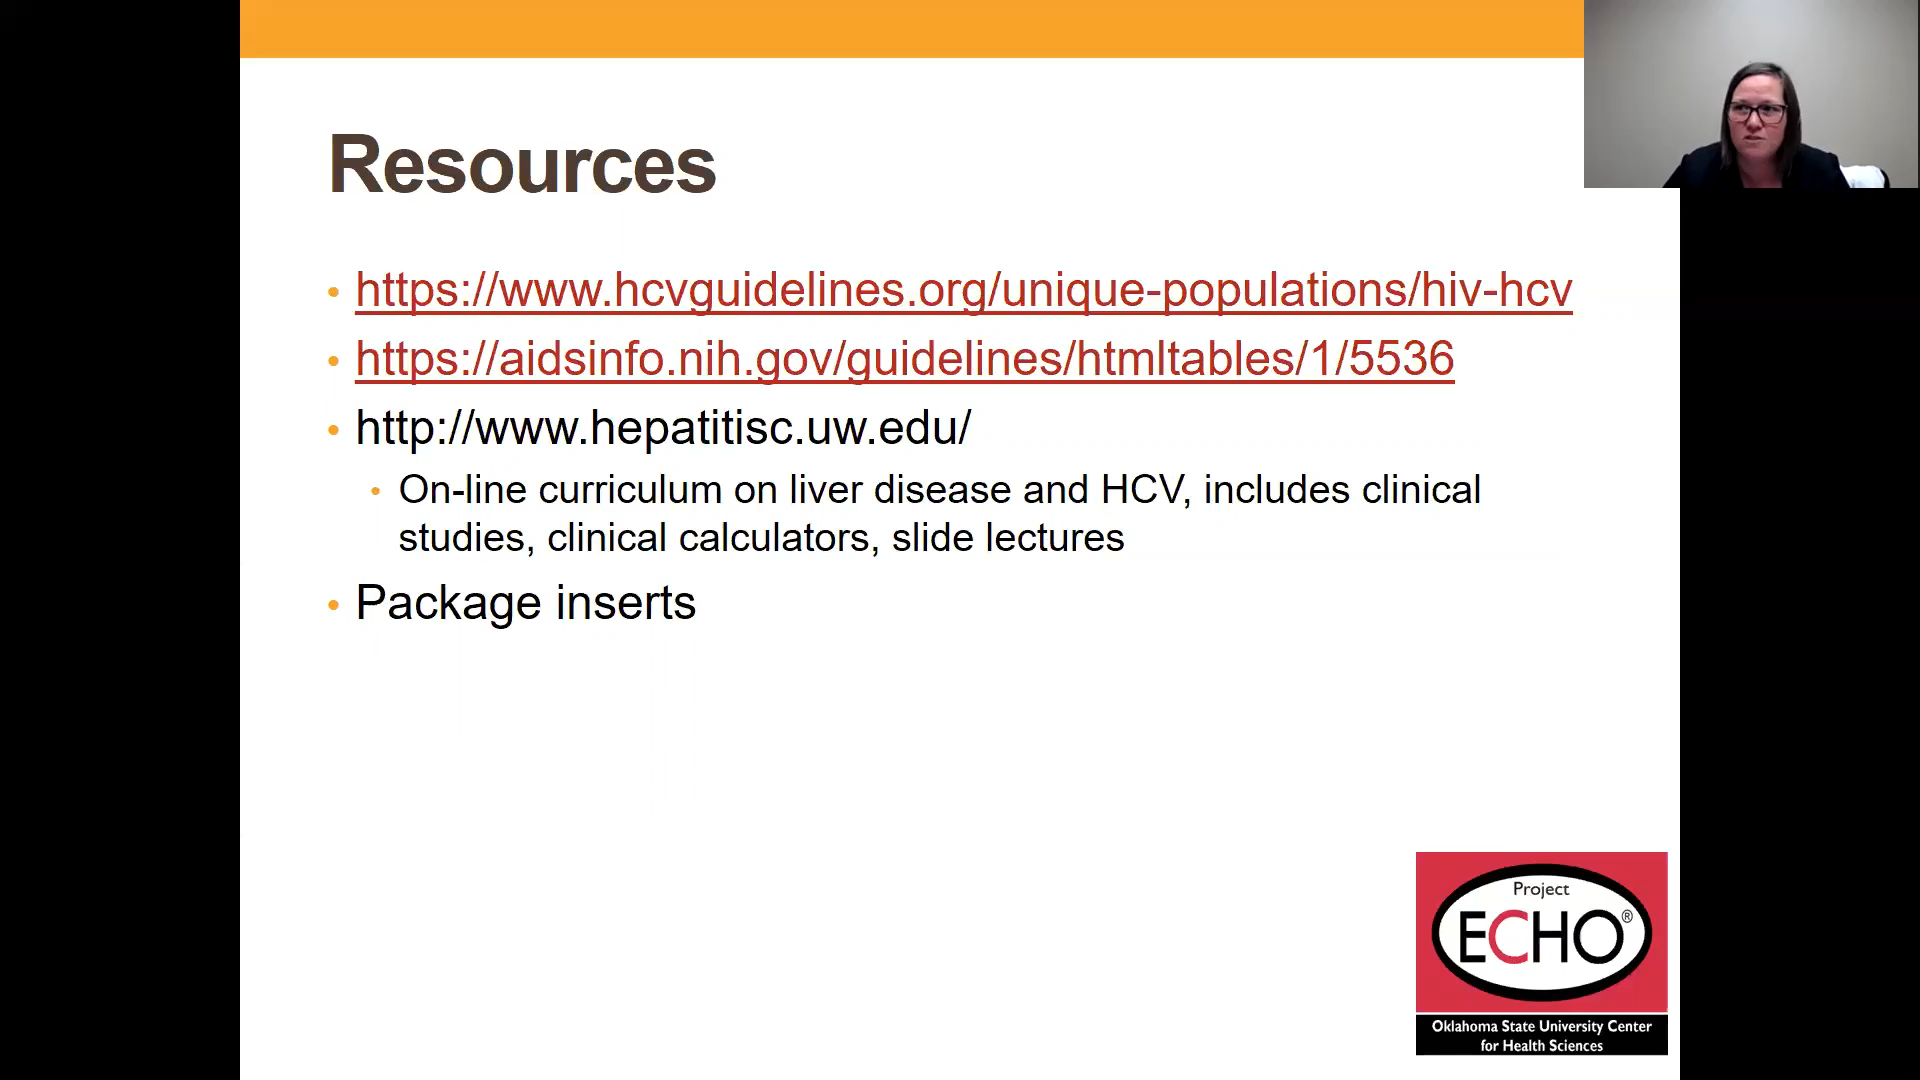 Resources
• https://www.hcvguidelines.org/unique-populations/hiv-hcv
• https://aidsinfo.nih.gov/guidelines/htmltables/1/5536
• http://www.hepatitisc.uw.edu/
• On-line curriculum on liver disease and HCV, includes clinical
studies, clinical calculators, slide lectures
• Package inserts
Project
ECHO®
Oklahoma State University Center
for Health Sciences